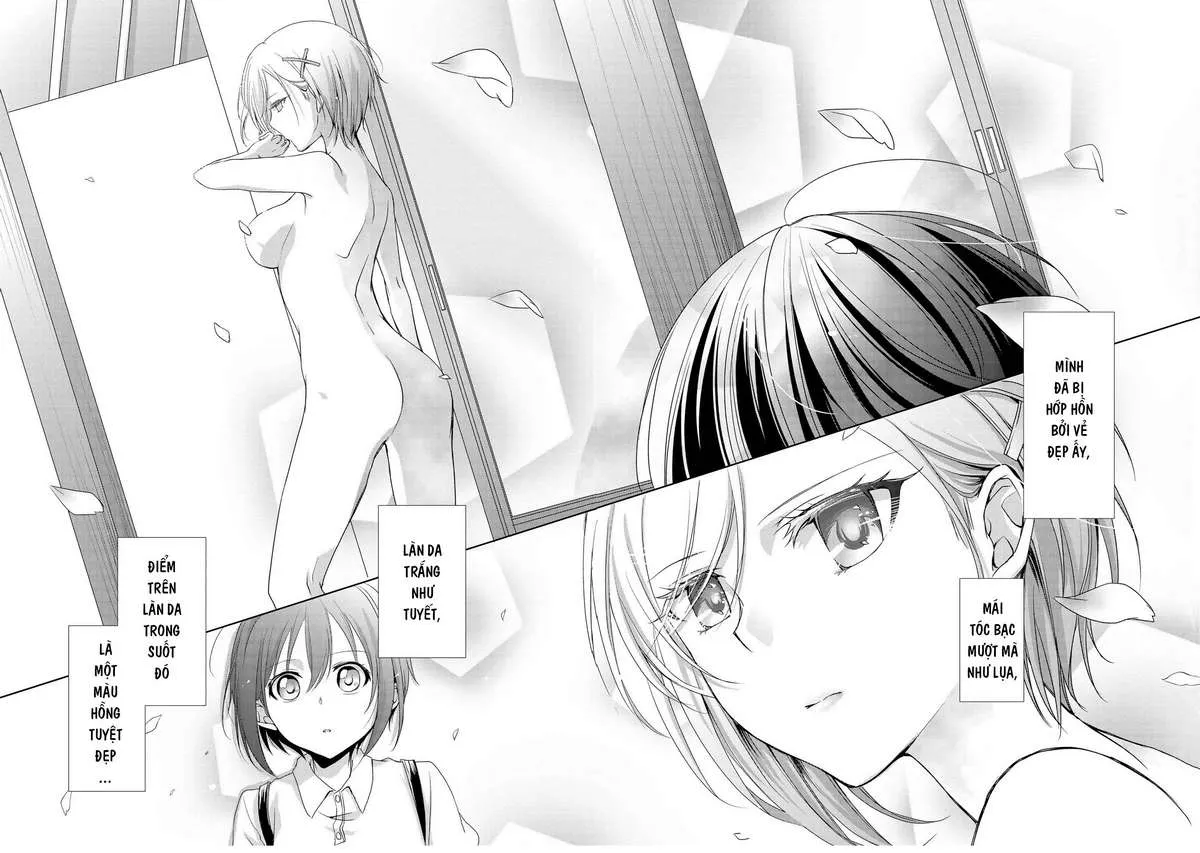 MÌNH
ĐÃ BỊ
HỚP HỒN
BỞI VẺ
ĐẸP ẤY,
MÁI
TÓC BẠC
MƯỢT MÀ
NHƯ LỤA,
LÀN DA
TRẮNG
NHƯ
TUYẾT,
ĐIỂM
TRÊN
LÀN DA
TRONG
SUỐT
ĐÓ
LÀ
MỘT
MÀU
HỒNG
TUYỆT
ĐẸP
...